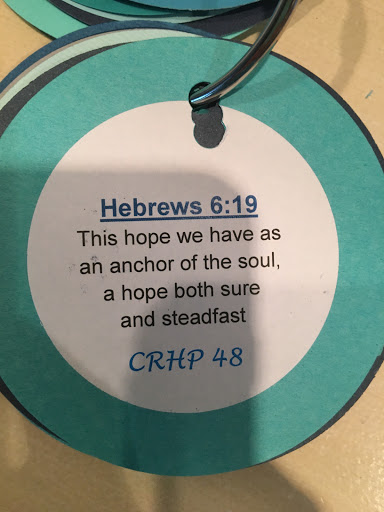 Hebrews 6:19
This hope we have as
an anchor of the soul,
a hope both sure
and steadfast
CRHP 48